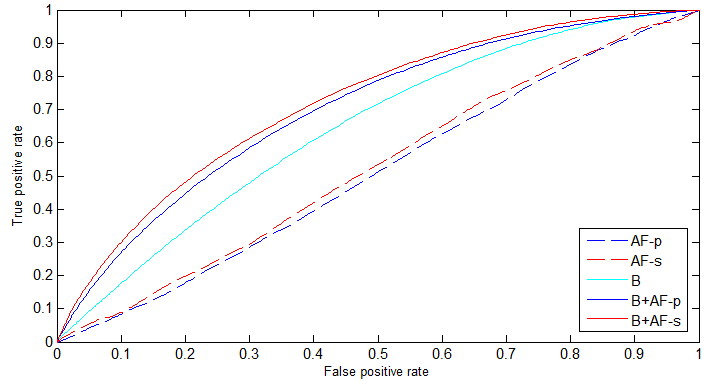 1
0.9
0.8
0.7
0.6
0.5
0.4
0.3
0.2
0.1
0
True positive rate
0 0.1 0.2 0.3 0.4 0.5 0.6 0.7 0.8 0.9 1
False positive rate
AF-p
AF-s
B
B+AF-p
B+AF-s